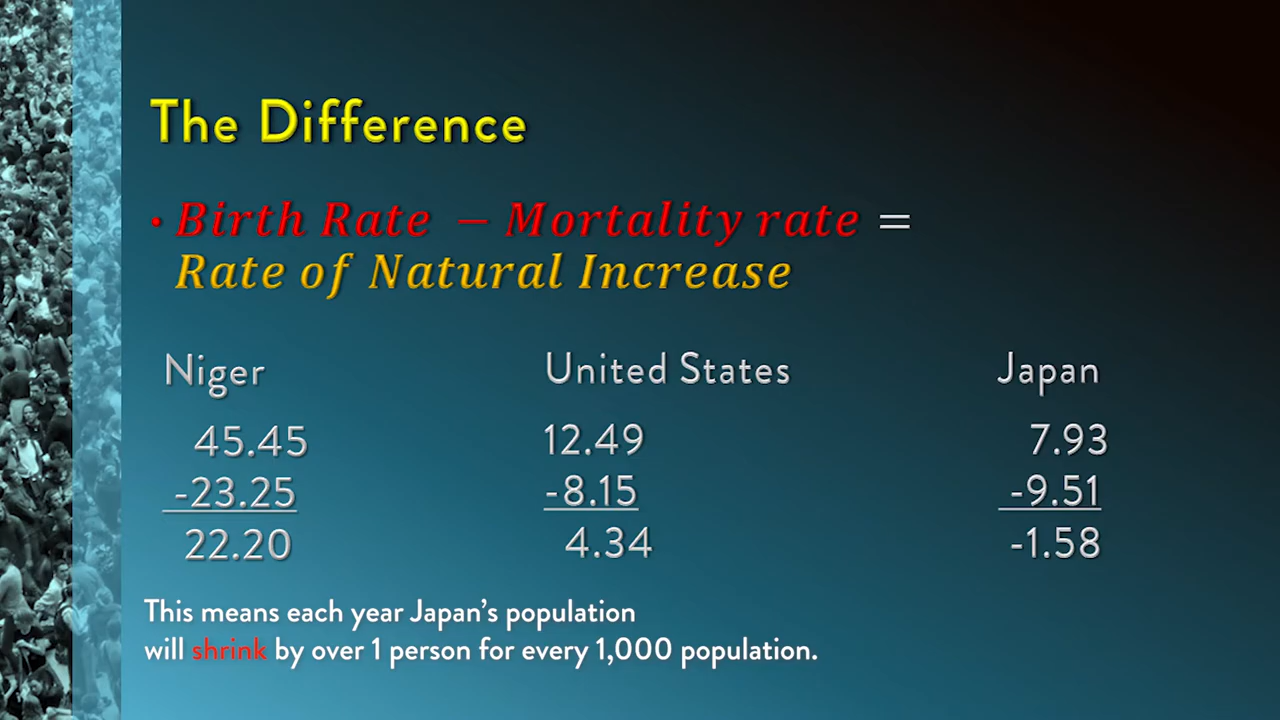 The Difference
• Birth Rate − Mortality rate =
Rate of Natural Increase
Niger United States Japan
45.45 12.49 7.93
-23.25 -8.15 -9.51
22.20 4.34 -1.58
This means each year Japan's population
will shrink by over 1 person for every 1,000 population.